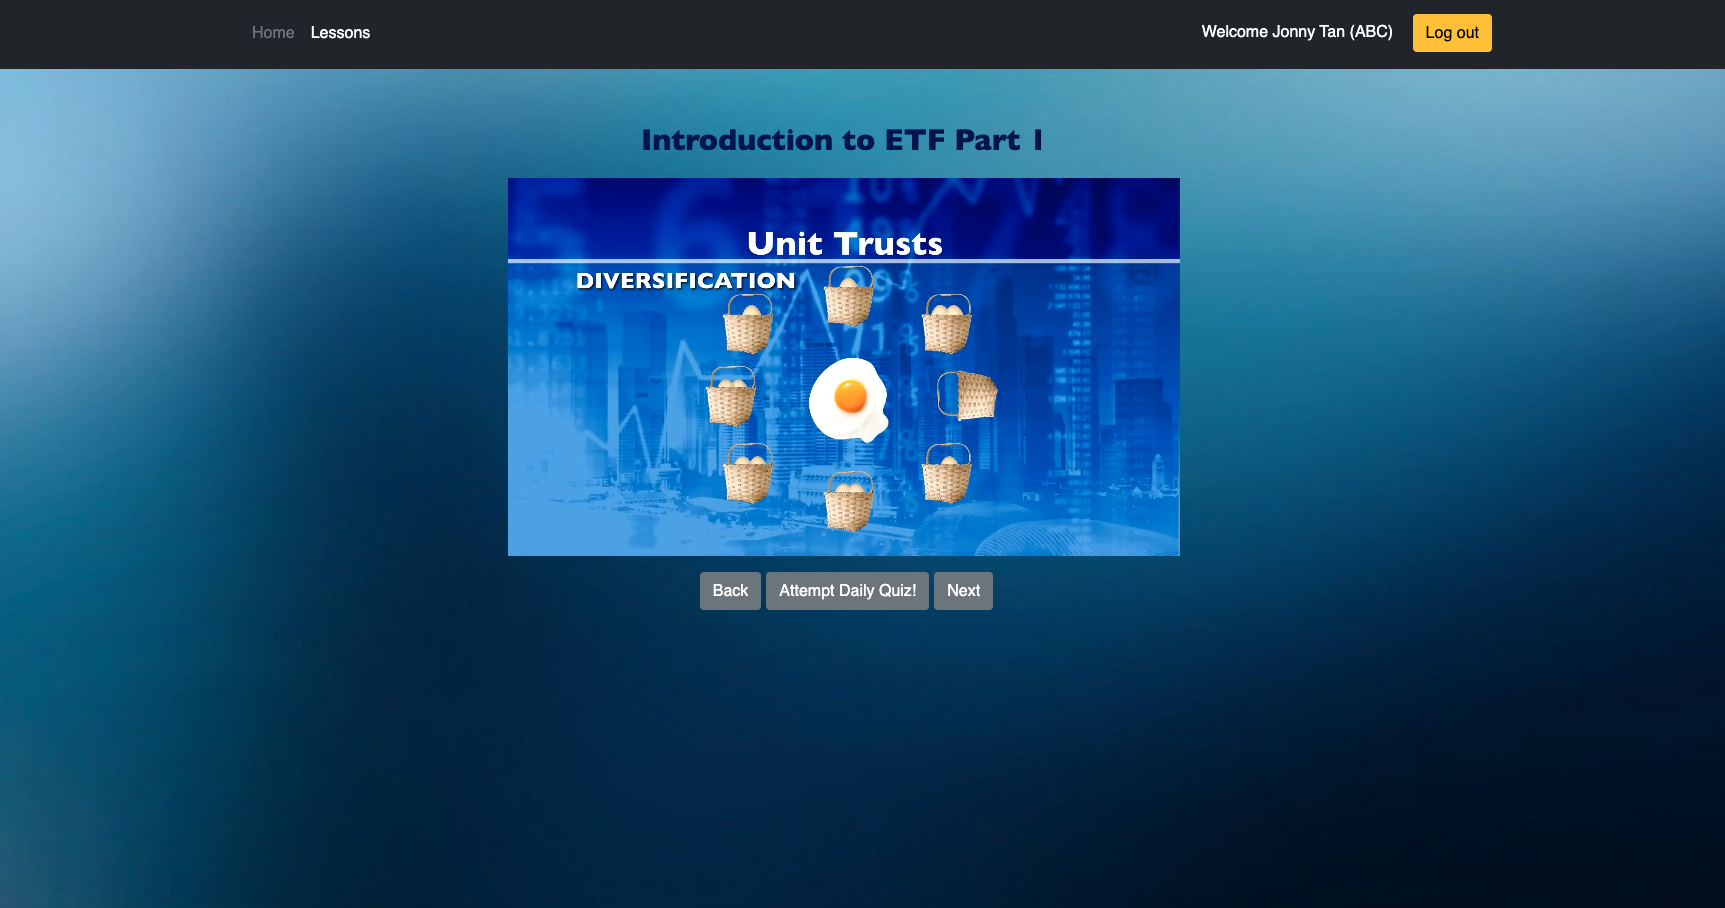 Home Lessons Welcome Jonny Tan (ABC) Log out
Introduction to ETF Part 1
Unit Trusts
DIVERSIFICATION
Back Attempt Daily Quiz! Next